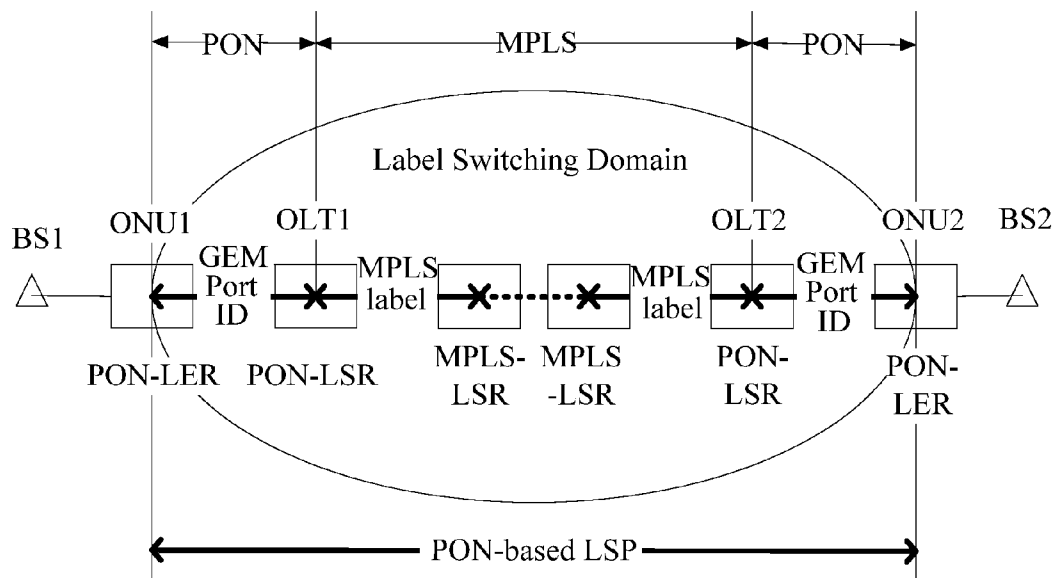 PON
MPLS
PON
Label Switching Domain
BS1
ONU1
OLT1
OLT2
ONU2
BS2
GEM
Port
ID
MPLS
label
MPLS
label
GEM
Port
ID
PON-LER
PON-LSR
MPLS-
LSR
MPLS
-LSR
PON-
LSR
PON-
LER
PON-based LSP